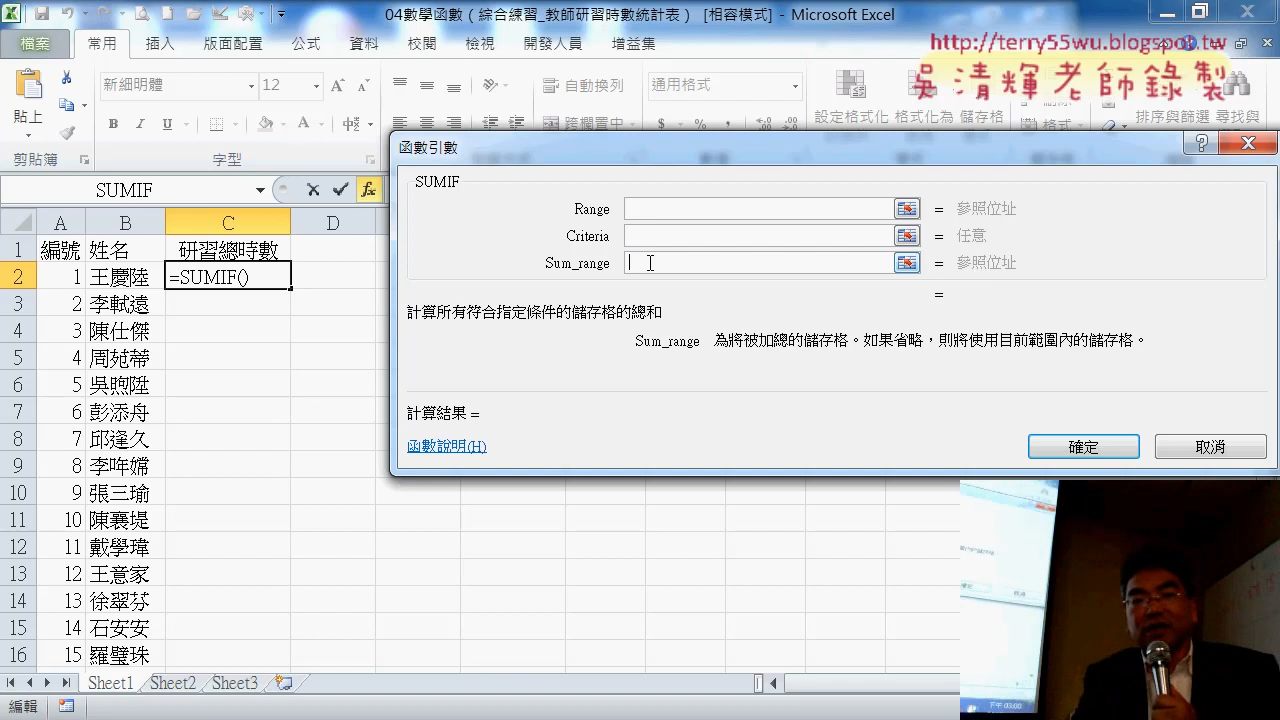 04數學函數（綜合練習_教師研習時數統計表） [相容模式] - Microsoft Excel
檔案 常用 插入 版面配置 公式 資料 校閱 檢視 開發人員 增益集
http://terry55wu.blogspot.tw
吳清輝老師錄製
新細明體 12 自動換列 通用格式
貼上 B I U 跨欄置中 $ % 設定格式化 格式化為 儲存格 格式 排序與篩選 尋找與
剪貼簿 字型
函數引數
SUMIF fx
SUMIF
Range = 參照位址
Criteria = 任意
Sum_range = 參照位址
=
計算所有符合指定條件的儲存格的總和
Sum_range 為將被加總的儲存格。如果省略，則將使用目前範圍內的儲存格。
計算結果 =
函數說明(H) 確定 取消
A B C D
1 編號 姓名 研習總時數
2 1 王慶陸 =SUMIF()
3 2 李軾遠
4 3 陳仕傑
5 4 周苑蒂
6 5 吳煦陞
7 6 彭添舟
8 7 邱逢久
9 8 李哖嫦
10 9 張三瑜
11 10 陳襄堤
12 11 戴學瑋
13 12 王意家
14 13 徐翠芬
15 14 石安安
16 15 羅璧珠
Sheet1 Sheet2 Sheet3
編輯
下午 03:00